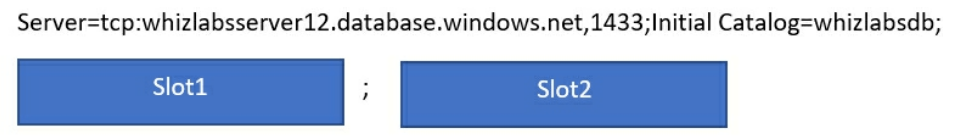 Server=tcp:whizlabsserver12.database.windows.net,1433;Initial Catalog=whizlabsdb;
Slot1 ; Slot2